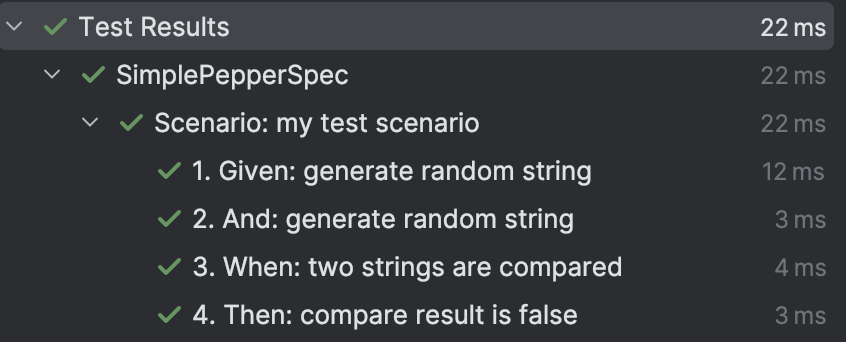 Test Results 22 ms
SimplePepperSpec 22 ms
Scenario: my test scenario 22 ms
1. Given: generate random string 12 ms
2. And: generate random string 3 ms
3. When: two strings are compared 4 ms
4. Then: compare result is false 3 ms